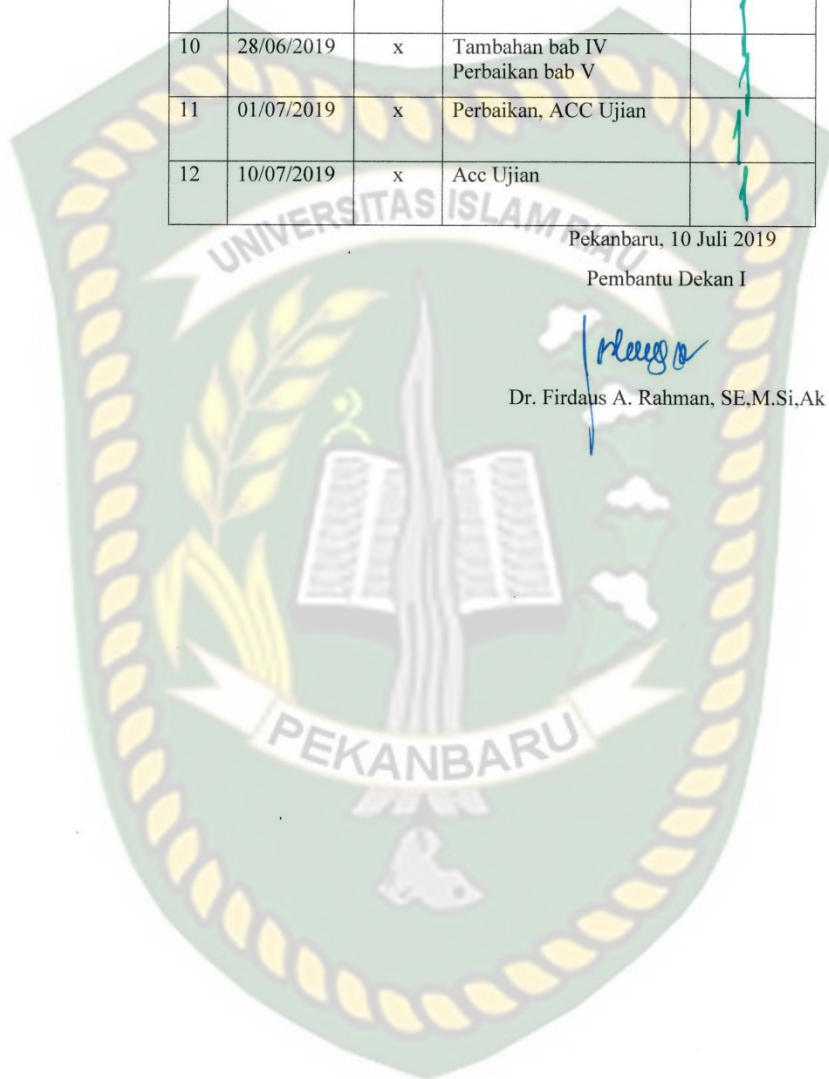 10 28/06/2019 x Tambahan bab IV
Perbaikan bab V
11 01/07/2019 x Perbaikan, ACC Ujian
12 10/07/2019 x Acc Ujian
UNIVERSITAS ISLAM RIAU
Pekanbaru, 10 Juli 2019
Pembantu Dekan I
Dr. Firdaus A. Rahman, SE,M.Si,Ak
PEKANBARU